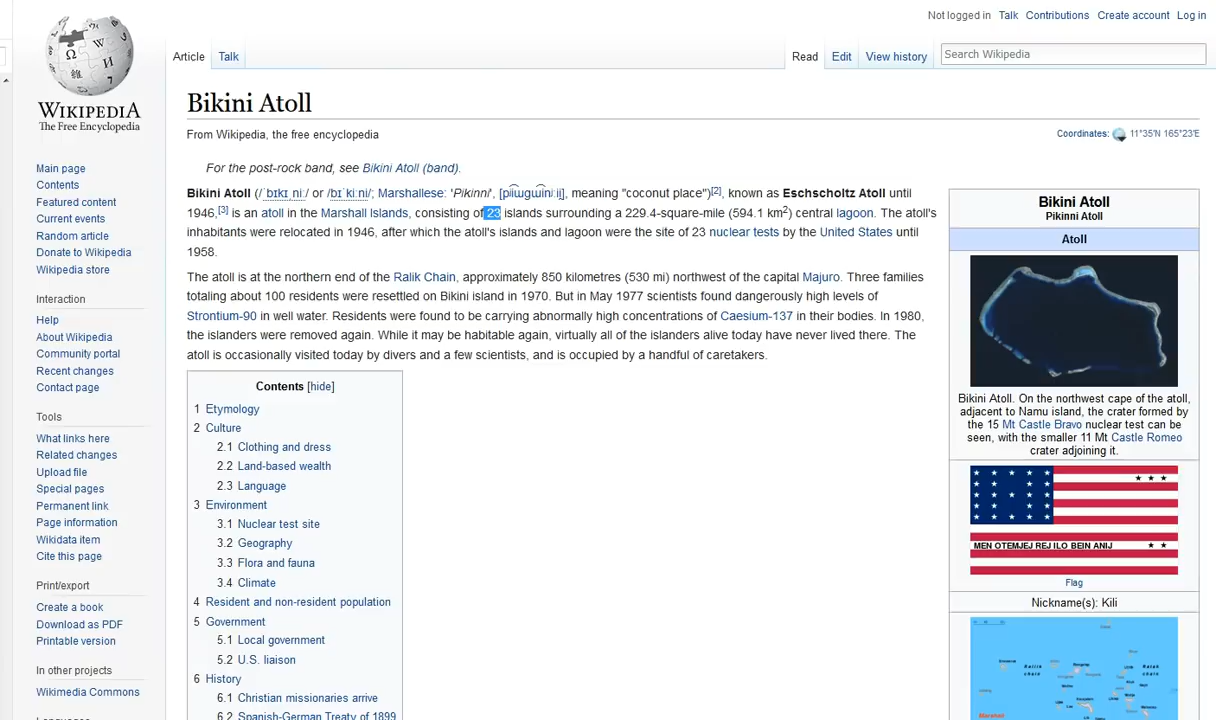 Not logged in Talk Contributions Create account Log in
Article Talk Read Edit View history Search Wikipedia
WIKIPEDIA
The Free Encyclopedia
Main page
Contents
Featured content
Current events
Random article
Donate to Wikipedia
Wikipedia store
Interaction
Help
About Wikipedia
Community portal
Recent changes
Contact page
Tools
What links here
Related changes
Upload file
Special pages
Permanent link
Page information
Wikidata item
Cite this page
Print/export
Create a book
Download as PDF
Printable version
In other projects
Wikimedia Commons
Languages
Bikini Atoll
From Wikipedia, the free encyclopedia
Coordinates: 11°35′N 165°23′E
For the post-rock band, see Bikini Atoll (band).
Bikini Atoll (/ˈbɪkɪˌniː/ or /bɪˈkiːni/; Marshallese: 'Pikinni', meaning "coconut place")[2], known as Eschscholtz Atoll until
1946,[3] is an atoll in the Marshall Islands, consisting of 23 islands surrounding a 229.4-square-mile (594.1 km2) central lagoon. The atoll's
inhabitants were relocated in 1946, after which the atoll's islands and lagoon were the site of 23 nuclear tests by the United States until
1958.
The atoll is at the northern end of the Ralik Chain, approximately 850 kilometres (530 mi) northwest of the capital Majuro. Three families
totaling about 100 residents were resettled on Bikini island in 1970. But in May 1977 scientists found dangerously high levels of
Strontium-90 in well water. Residents were found to be carrying abnormally high concentrations of Caesium-137 in their bodies. In 1980,
the islanders were removed again. While it may be habitable again, virtually all of the islanders alive today have never lived there. The
atoll is occasionally visited today by divers and a few scientists, and is occupied by a handful of caretakers.
Contents [hide]
1 Etymology
2 Culture
2.1 Clothing and dress
2.2 Land-based wealth
2.3 Language
3 Environment
3.1 Nuclear test site
3.2 Geography
3.3 Flora and fauna
3.4 Climate
4 Resident and non-resident population
5 Government
5.1 Local government
5.2 U.S. liaison
6 History
6.1 Christian missionaries arrive
6.2 Spanish-German Treaty of 1899
Bikini Atoll
Pikinni Atoll
Atoll
Bikini Atoll. On the northwest cape of the atoll,
adjacent to Namu island, the crater formed by
the 15 Mt Castle Bravo nuclear test can be
seen, with the smaller 11 Mt Castle Romeo
crater adjoining it.
MEN OTEMJEJ REJ ILO BEIN ANIJ
Flag
Nickname(s): Kili
Ralik Ratak
chain chain
Marshall